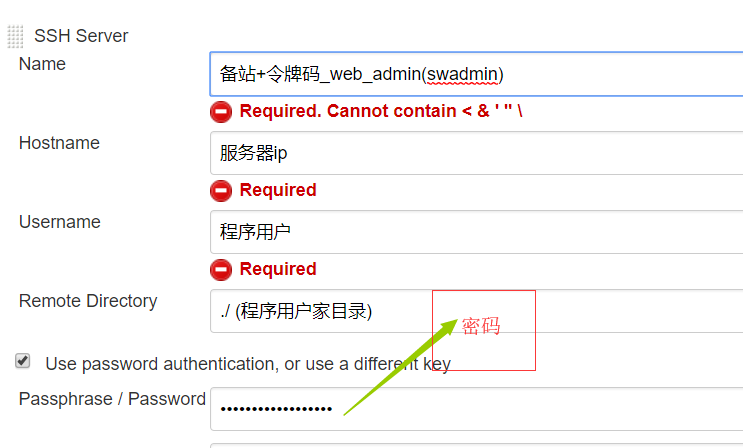 SSH Server
Name
备站+令牌码_web_admin(swadmin)
Required. Cannot contain < & ' " \
Hostname
服务器ip
Required
Username
程序用户
Required
Remote Directory
./ (程序用户家目录)
密码
Use password authentication, or use a different key
Passphrase / Password
••••••••••••••••••